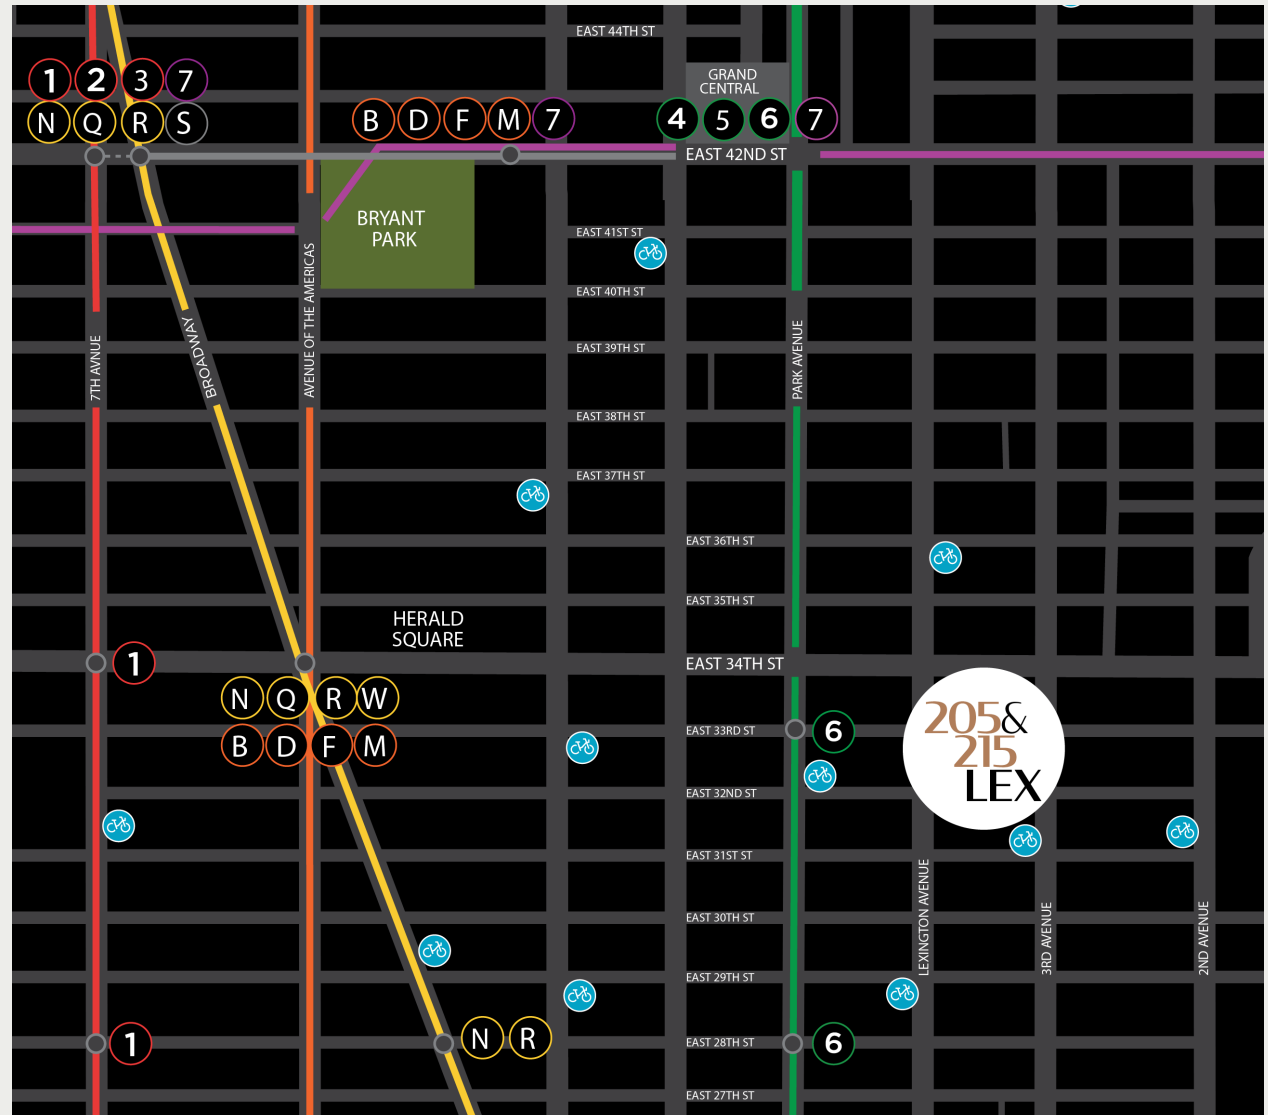 EAST 44TH ST
GRAND
CENTRAL
1 2 3 7
N Q R S
B D F M 7
4 5 6 7
EAST 42ND ST
BRYANT
PARK
EAST 41ST ST
EAST 40TH ST
EAST 39TH ST
7TH AVNUE
BROADWAY
AVENUE OF THE AMERICAS
PARK AVENUE
EAST 38TH ST
EAST 37TH ST
EAST 36TH ST
EAST 35TH ST
HERALD
SQUARE
EAST 34TH ST
1
N Q R W
B D F M
EAST 33RD ST
6
205&
215
LEX
EAST 32ND ST
EAST 31ST ST
EAST 30TH ST
LEXINGTON AVENUE
3RD AVENUE
2ND AVENUE
EAST 29TH ST
1
N R
EAST 28TH ST
6
EAST 27TH ST